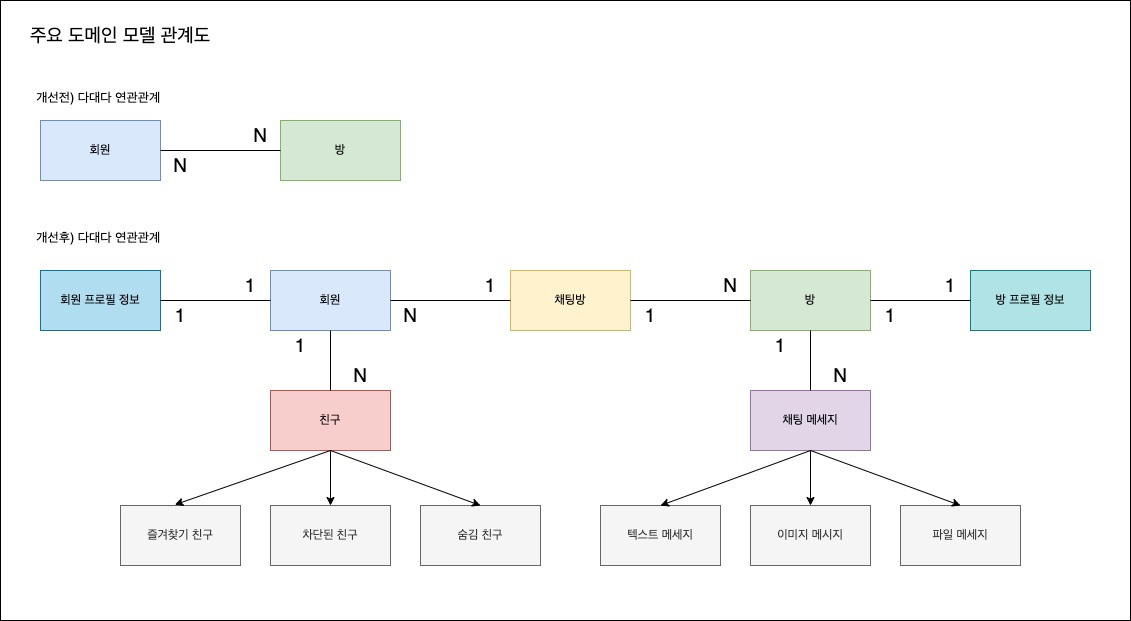 주요 도메인 모델 관계도
개선전) 다대다 연관관계
회원
N
N
방
개선후) 다대다 연관관계
회원 프로필 정보
1
1
회원
N
1
채팅방
1
N
방
1
1
방 프로필 정보
1
N
1
N
친구
채팅 메세지
즐겨찾기 친구
차단된 친구
숨김 친구
텍스트 메세지
이미지 메시지
파일 메세지